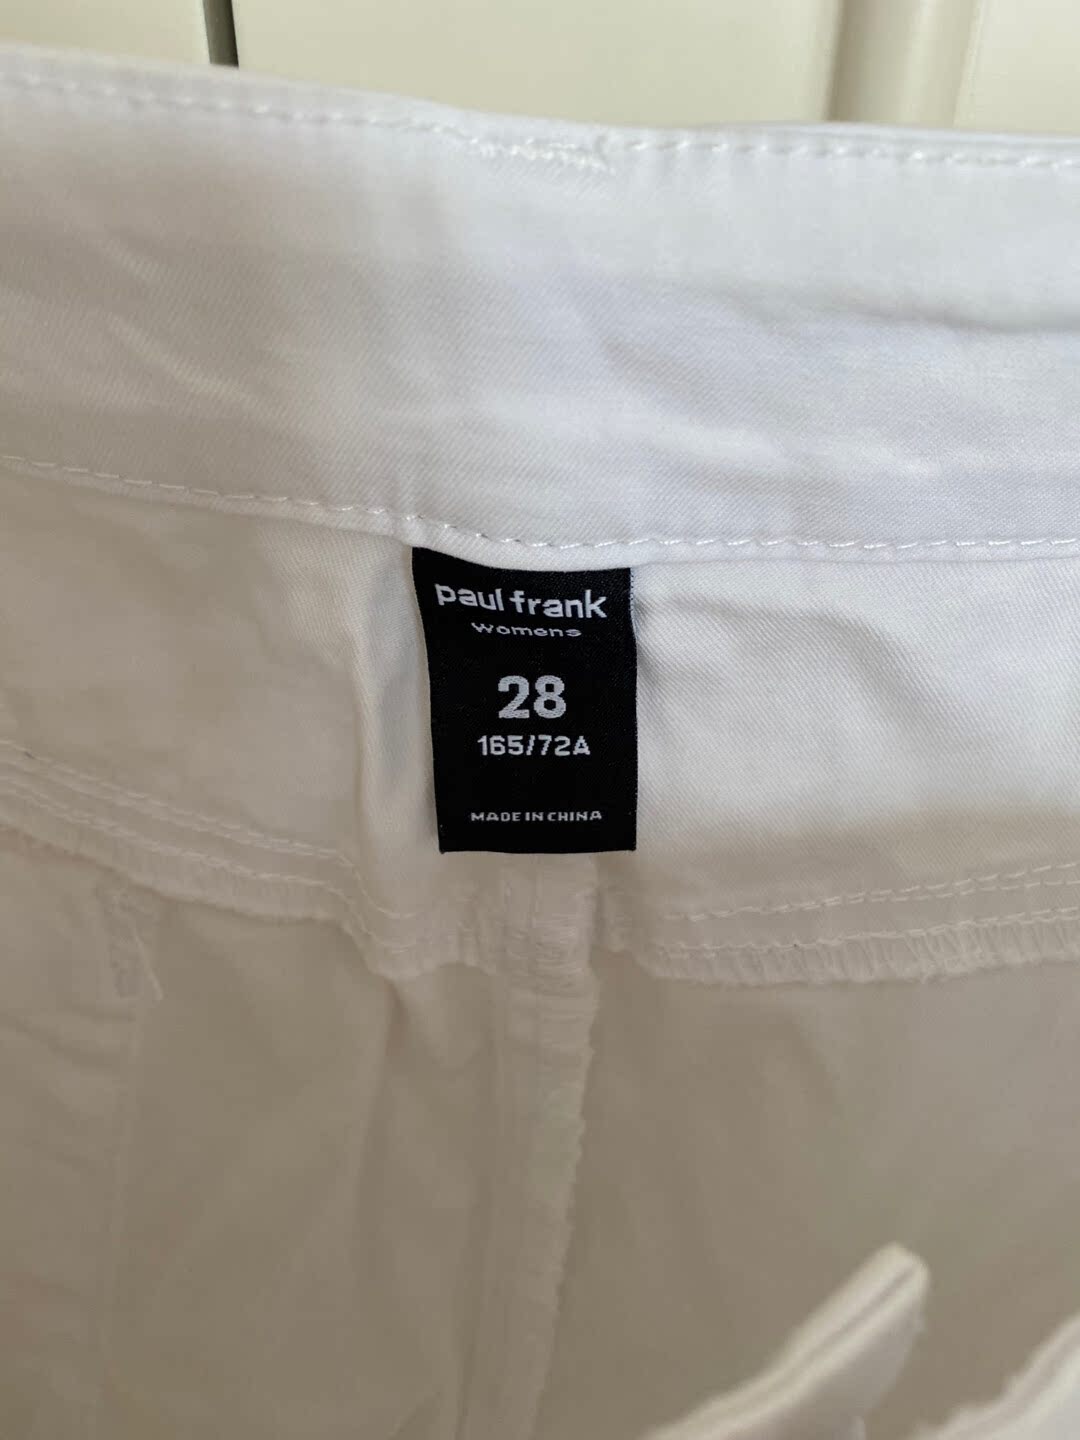 paul frank
womens
28
165/72A
MADE IN CHINA